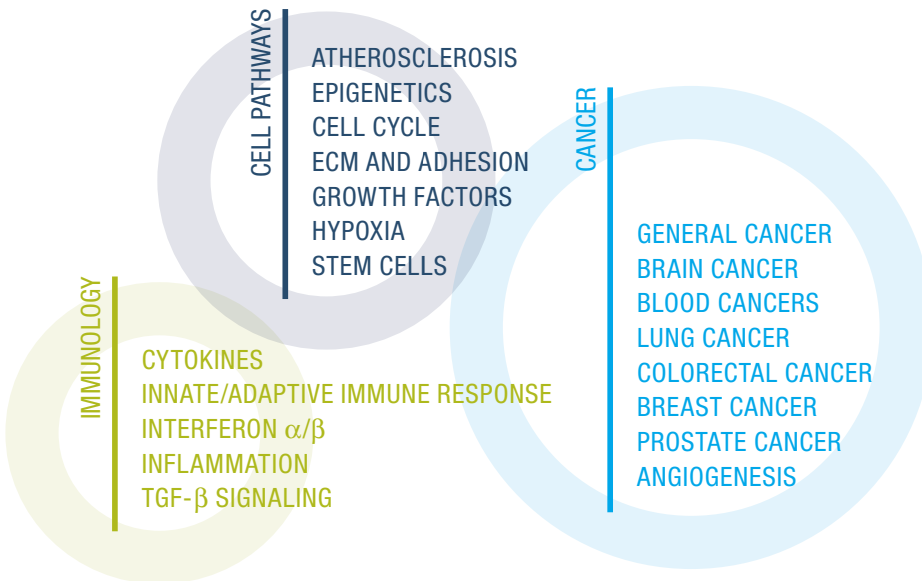 CELL PATHWAYS
ATHEROSCLEROSIS
EPIGENETICS
CELL CYCLE
ECM AND ADHESION
GROWTH FACTORS
HYPOXIA
STEM CELLS
CANCER
GENERAL CANCER
BRAIN CANCER
BLOOD CANCERS
LUNG CANCER
COLORECTAL CANCER
BREAST CANCER
PROSTATE CANCER
ANGIOGENESIS
IMMUNOLOGY
CYTOKINES
INNATE/ADAPTIVE IMMUNE RESPONSE
INTERFERON α/β
INFLAMMATION
TGF-β SIGNALING